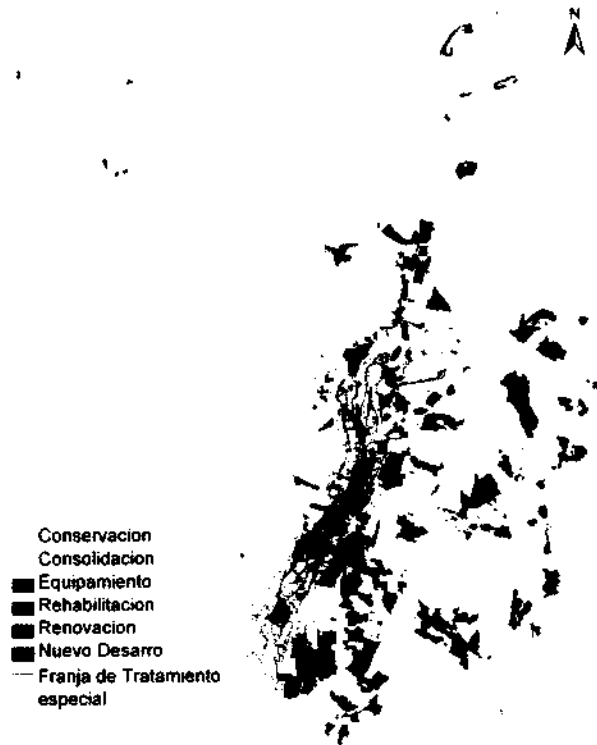 N
Conservacion
Consolidacion
Equipamiento
Rehabilitacion
Renovacion
Nuevo Desarro
Franja de Tratamiento
especial